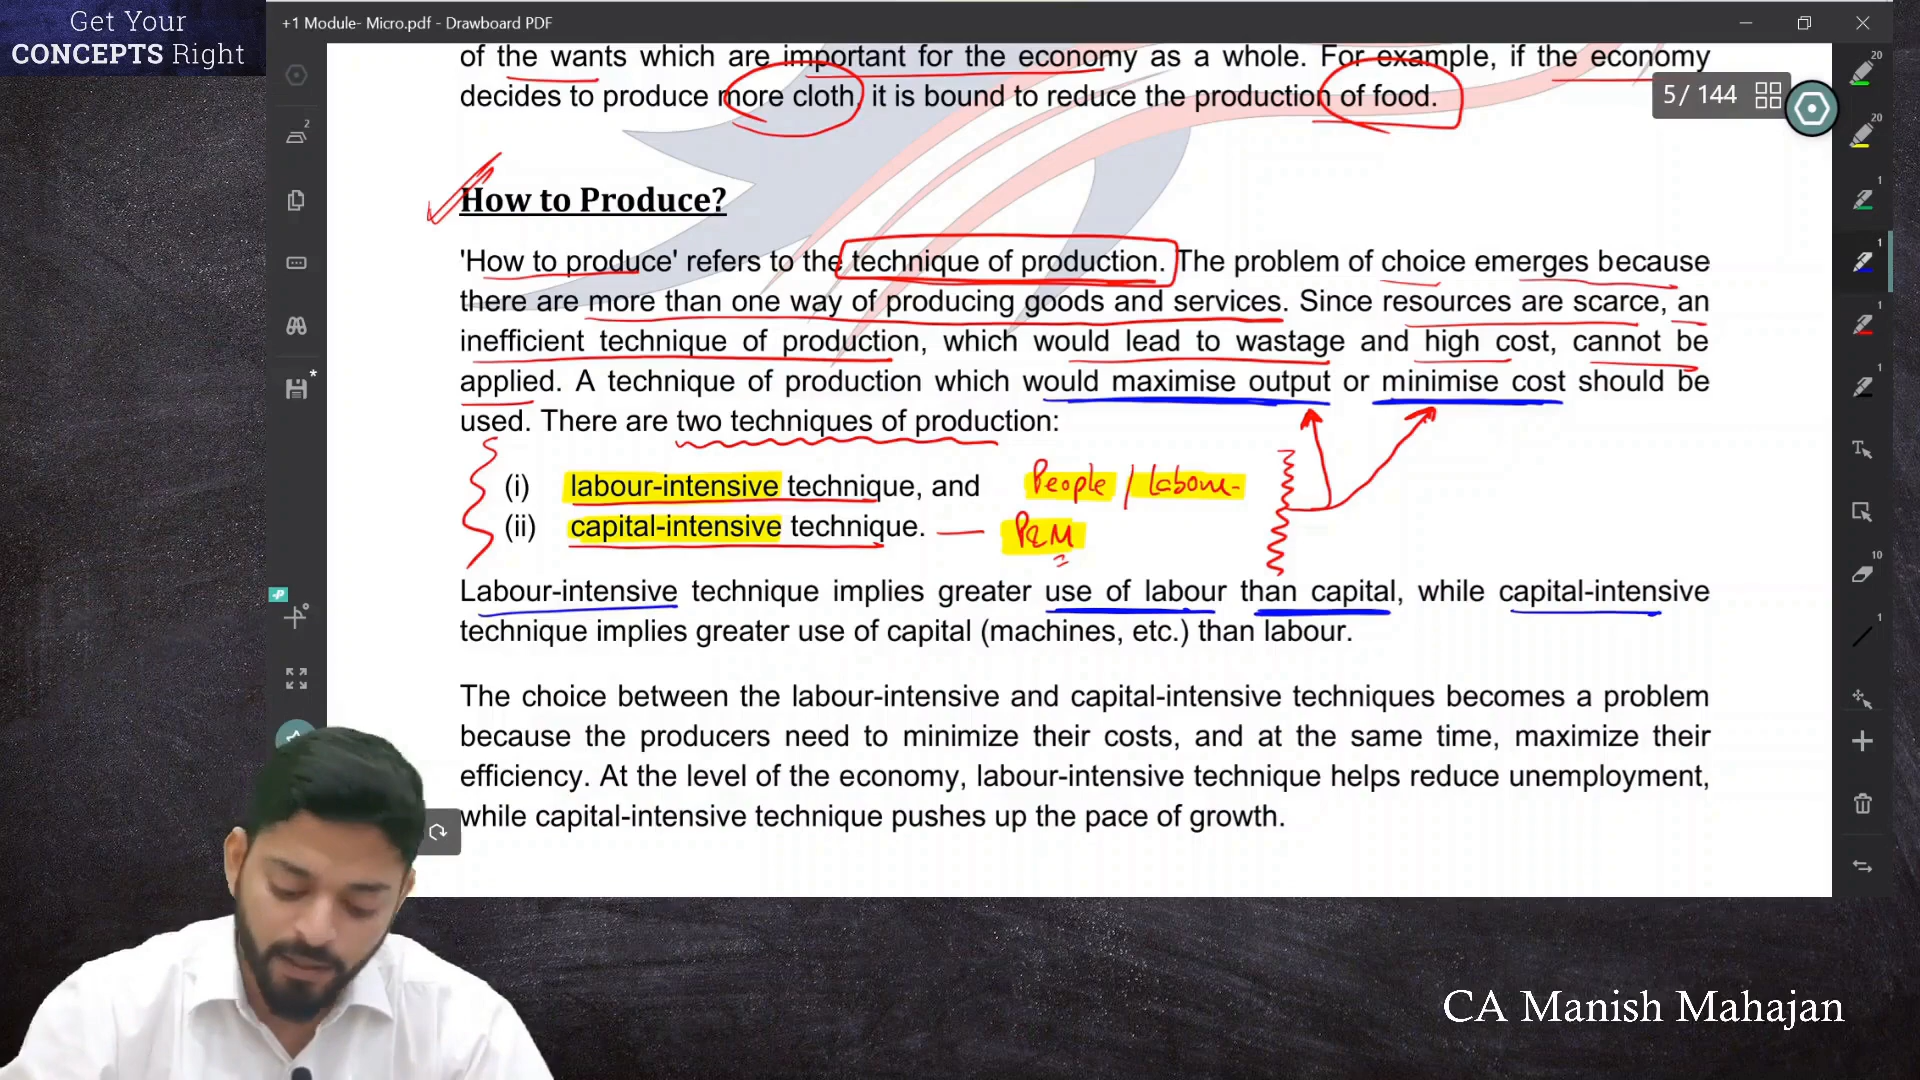 Get Your
CONCEPTS Right
+1 Module- Micro.pdf - Drawboard PDF
of the wants which are important for the economy as a whole. For example, if the economy
decides to produce more cloth, it is bound to reduce the production of food.
5 / 144
How to Produce?
'How to produce' refers to the technique of production. The problem of choice emerges because
there are more than one way of producing goods and services. Since resources are scarce, an
inefficient technique of production, which would lead to wastage and high cost, cannot be
applied. A technique of production which would maximise output or minimise cost should be
used. There are two techniques of production:
(i) labour-intensive technique, and People / Labour
(ii) capital-intensive technique. — P&M
Labour-intensive technique implies greater use of labour than capital, while capital-intensive
technique implies greater use of capital (machines, etc.) than labour.
The choice between the labour-intensive and capital-intensive techniques becomes a problem
because the producers need to minimize their costs, and at the same time, maximize their
efficiency. At the level of the economy, labour-intensive technique helps reduce unemployment,
while capital-intensive technique pushes up the pace of growth.
CA Manish Mahajan
20
20
1
1
1
1
10
1
2